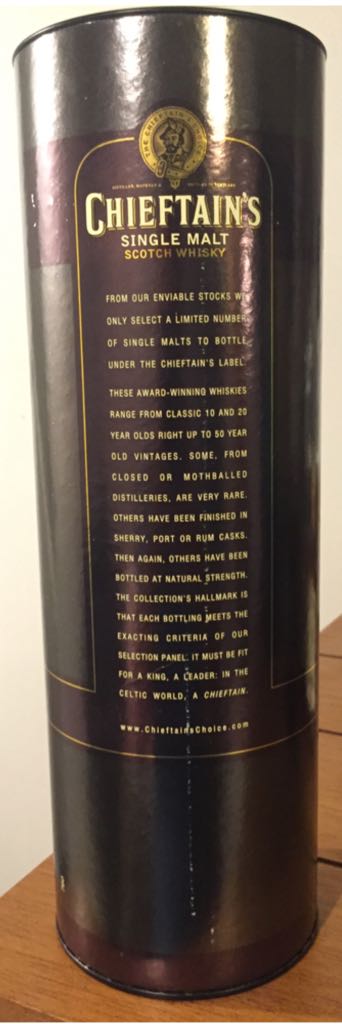 THE CHIEFTAIN'S CHOICE
CHIEFTAIN'S
SINGLE MALT
SCOTCH WHISKY
FROM OUR ENVIABLE STOCKS WE
ONLY SELECT A LIMITED NUMBER
OF SINGLE MALTS TO BOTTLE
UNDER THE CHIEFTAIN'S LABEL.
THESE AWARD-WINNING WHISKIES
RANGE FROM CLASSIC 10 AND 20
YEAR OLDS RIGHT UP TO 50 YEAR
OLD VINTAGES. SOME, FROM
CLOSED OR MOTHBALLED
DISTILLERIES, ARE VERY RARE.
OTHERS HAVE BEEN FINISHED IN
SHERRY, PORT OR RUM CASKS.
THEN AGAIN, OTHERS HAVE BEEN
BOTTLED AT NATURAL STRENGTH.
THE COLLECTION'S HALLMARK IS
THAT EACH BOTTLING MEETS THE
EXACTING CRITERIA OF OUR
SELECTION PANEL. IT MUST BE FIT
FOR A KING, A LEADER: IN THE
CELTIC WORLD, A CHIEFTAIN.
www.ChieftainsChoice.com